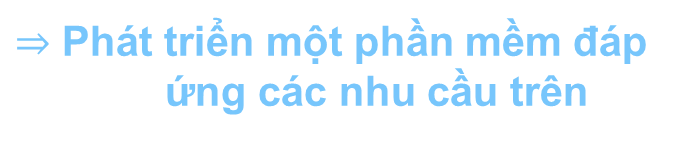 ⇒ Phát triển một phần mềm đáp
ứng các nhu cầu trên